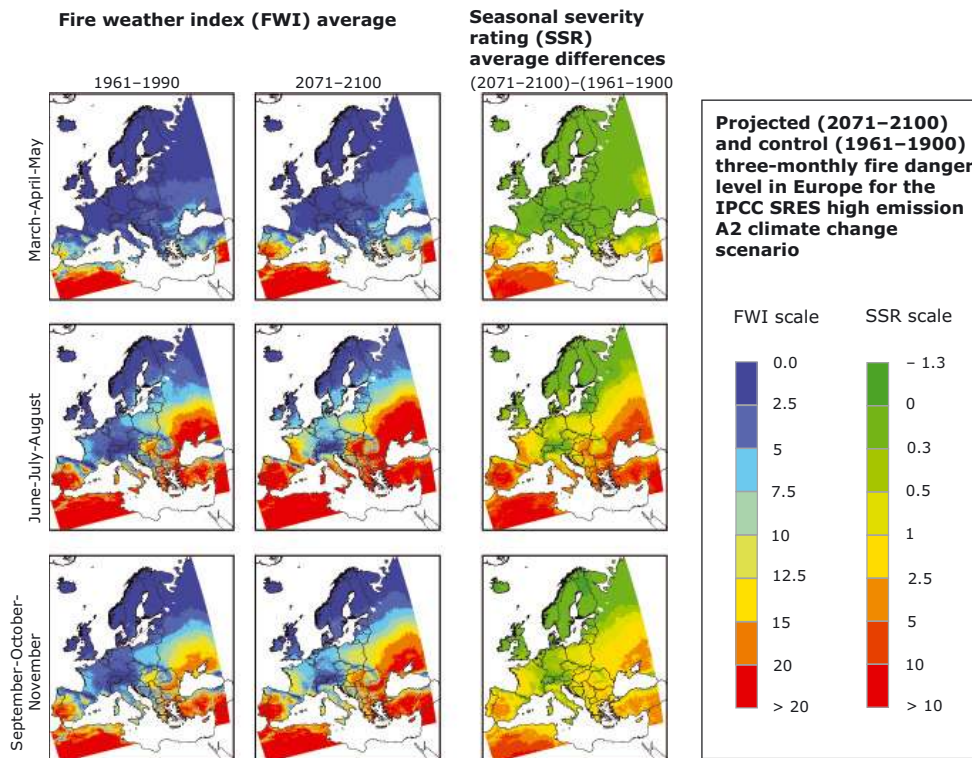 Fire weather index (FWI) average
Seasonal severity
rating (SSR)
average differences
1961–1990
2071–2100
(2071–2100)–(1961–1900
March-April-May
June-July-August
September-October-
November
Projected (2071–2100)
and control (1961–1900)
three-monthly fire danger
level in Europe for the
IPCC SRES high emission
A2 climate change
scenario
FWI scale
0.0
2.5
5
7.5
10
12.5
15
20
> 20
SSR scale
– 1.3
0
0.3
0.5
1
2.5
5
10
> 10